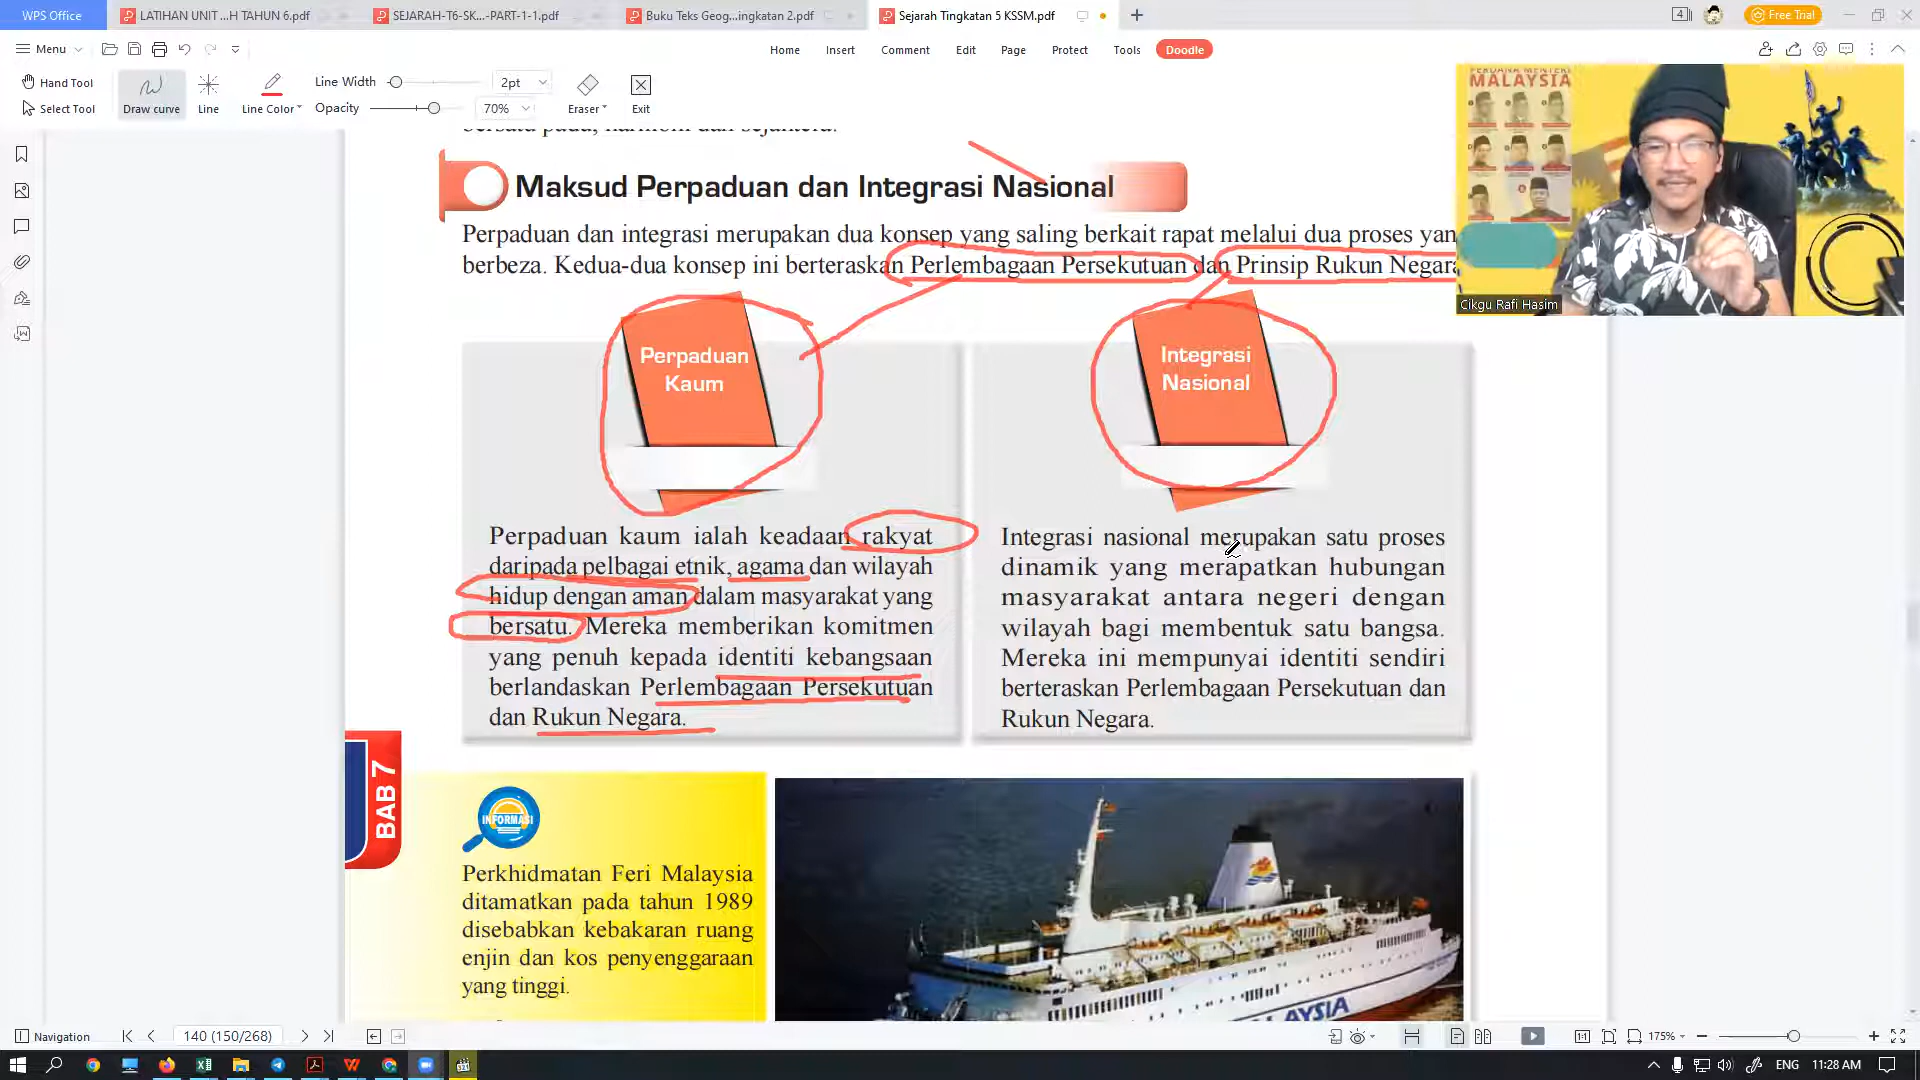 WPS Office
LATIHAN UNIT ...H TAHUN 6.pdf
SEJARAH-T6-SK...-PART-1-1.pdf
Buku Teks Geog...ingkatan 2.pdf
Sejarah Tingkatan 5 KSSM.pdf
4
Free Trial
Menu
Home
Insert
Comment
Edit
Page
Protect
Tools
Doodle
Hand Tool
Select Tool
Draw curve
Line
Line Color
Line Width
2pt
Opacity
70%
Eraser
Exit
PERDANA MENTERI
MALAYSIA
Cikgu Rafi Hasim
bersatu padu, harmoni dan sejahtera.
Maksud Perpaduan dan Integrasi Nasional
Perpaduan dan integrasi merupakan dua konsep yang saling berkait rapat melalui dua proses yan
berbeza. Kedua-dua konsep ini berteraskan Perlembagaan Persekutuan dan Prinsip Rukun Negara
Perpaduan
Kaum
Perpaduan kaum ialah keadaan rakyat
daripada pelbagai etnik, agama dan wilayah
hidup dengan aman dalam masyarakat yang
bersatu. Mereka memberikan komitmen
yang penuh kepada identiti kebangsaan
berlandaskan Perlembagaan Persekutuan
dan Rukun Negara.
Integrasi
Nasional
Integrasi nasional merupakan satu proses
dinamik yang merapatkan hubungan
masyarakat antara negeri dengan
wilayah bagi membentuk satu bangsa.
Mereka ini mempunyai identiti sendiri
berteraskan Perlembagaan Persekutuan dan
Rukun Negara.
BAB 7
INFORMASI
Perkhidmatan Feri Malaysia
ditamatkan pada tahun 1989
disebabkan kebakaran ruang
enjin dan kos penyenggaraan
yang tinggi.
MALAYSIA
Navigation
140 (150/268)
175%
ENG
11:28 AM